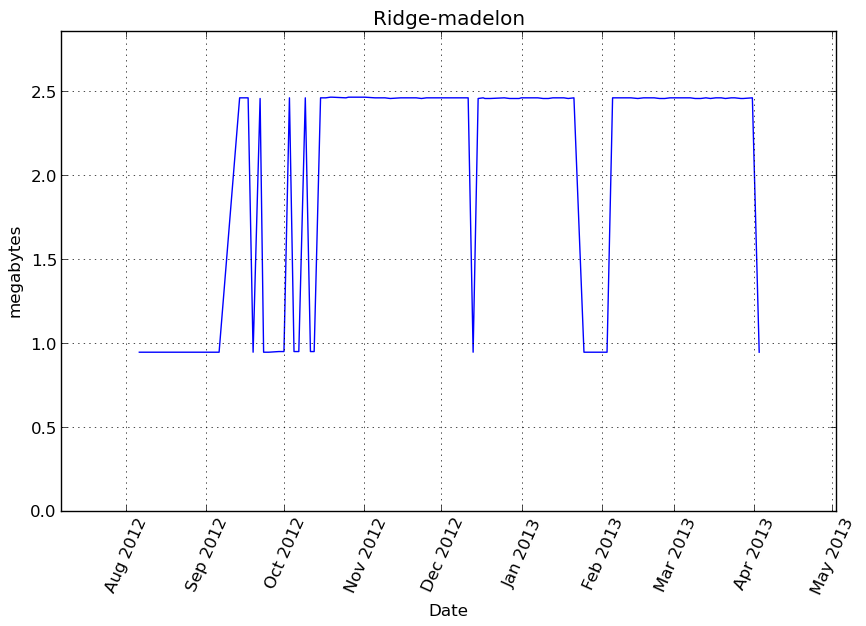 Ridge-madelon
megabytes
2.5
2.0
1.5
1.0
0.5
0.0
Aug 2012
Sep 2012
Oct 2012
Nov 2012
Dec 2012
Jan 2013
Feb 2013
Mar 2013
Apr 2013
May 2013
Date